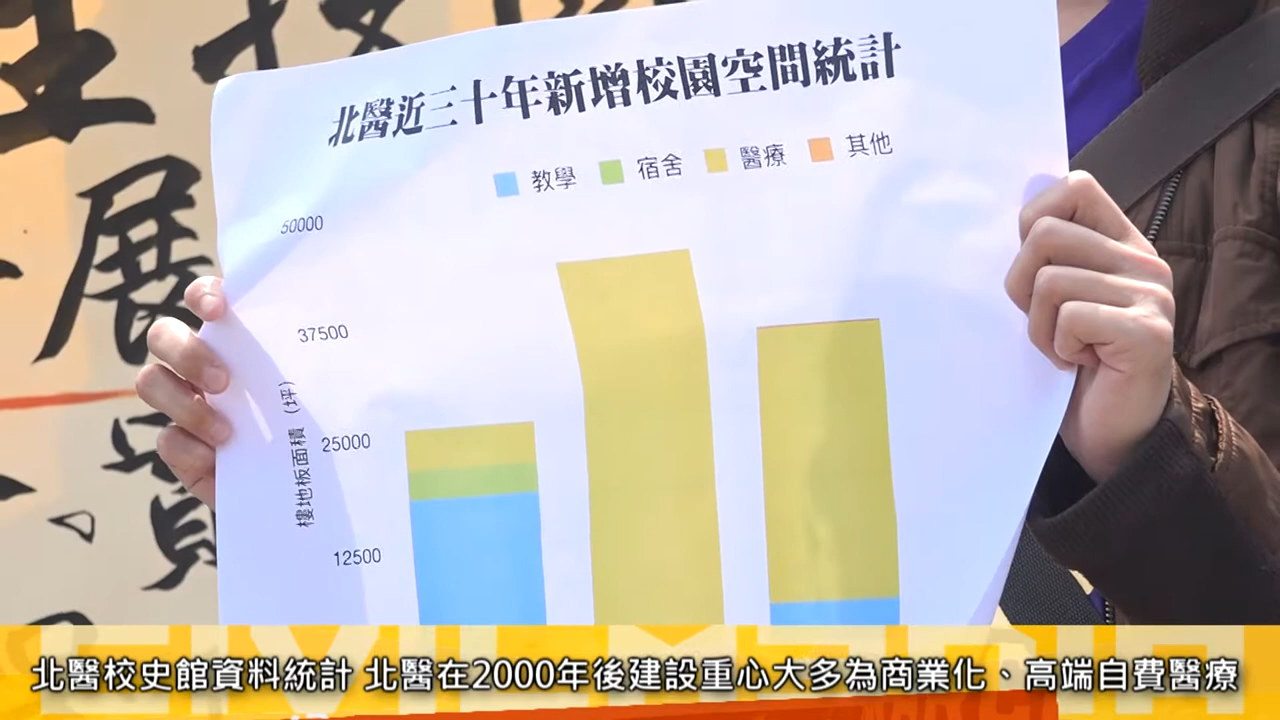 北醫近三十年新增校園空間統計
教學 宿舍 醫療 其他
50000
37500
25000
12500
樓地板面積（坪）
展
北醫校史館資料統計 北醫在2000年後建設重心大多為商業化、高端自費醫療